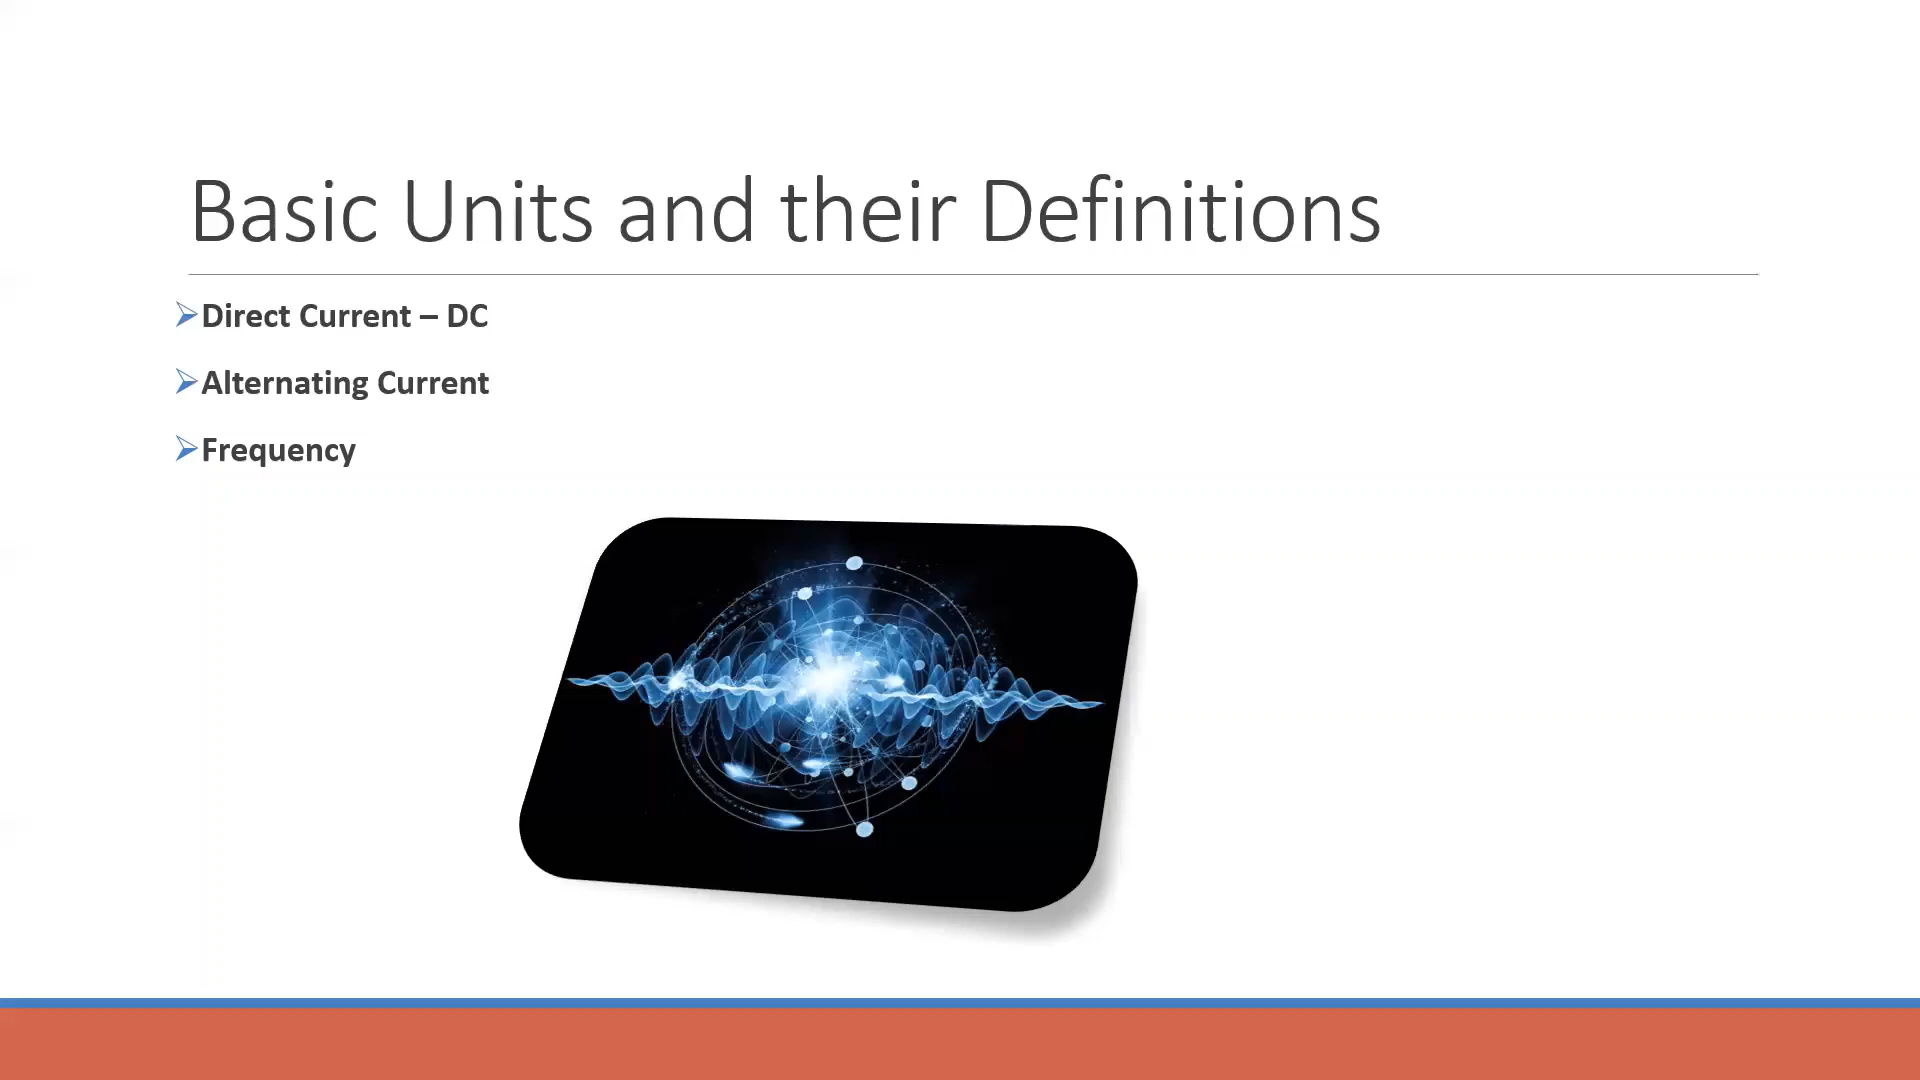 Basic Units and their Definitions
Direct Current – DC
Alternating Current
Frequency